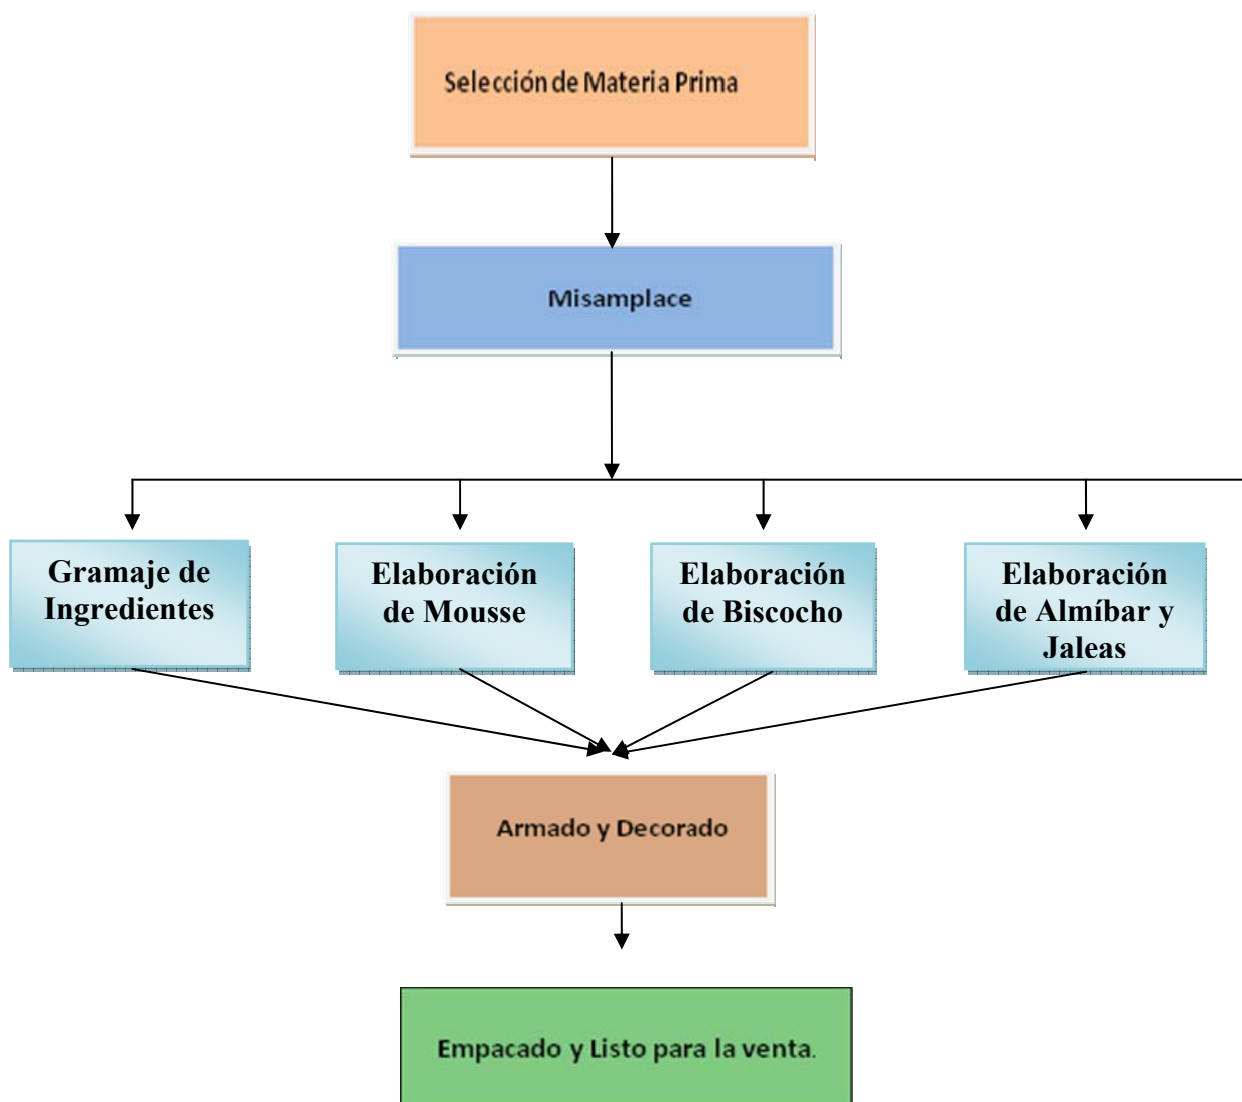 Selección de Materia Prima
Misamplace
Gramaje de
Ingredientes
Elaboración
de Mousse
Elaboración
de Biscocho
Elaboración
de Almíbar y
Jaleas
Armado y Decorado
Empacado y Listo para la venta.